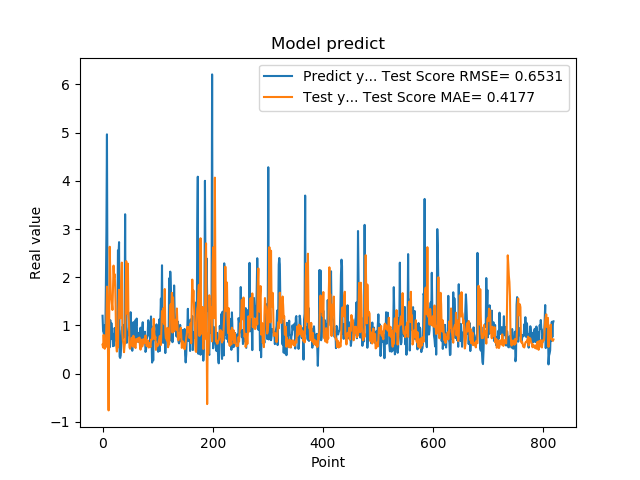 Model predict
Predict y... Test Score RMSE= 0.6531
Test y... Test Score MAE= 0.4177
Real value
6
5
4
3
2
1
0
−1
0 200 400 600 800
Point